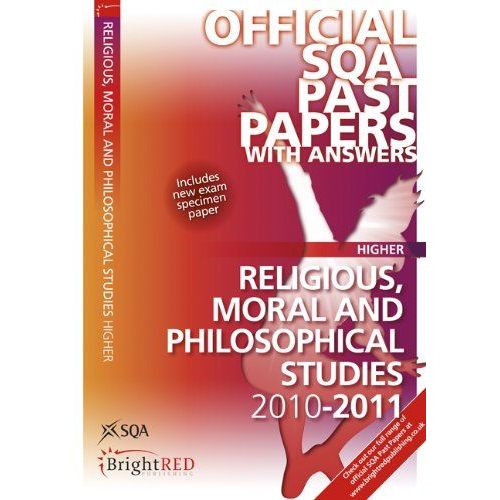 RELIGIOUS, MORAL AND PHILOSOPHICAL STUDIES HIGHER
OFFICIAL
SQA
PAST
PAPERS
WITH ANSWERS
Includes
new exam
specimen
paper
HIGHER
RELIGIOUS,
MORAL AND
PHILOSOPHICAL
STUDIES
2010-2011
SQA
BrightRED
PUBLISHING
Check out our full range of
official SQA Past Papers at
www.brightredpublishing.co.uk